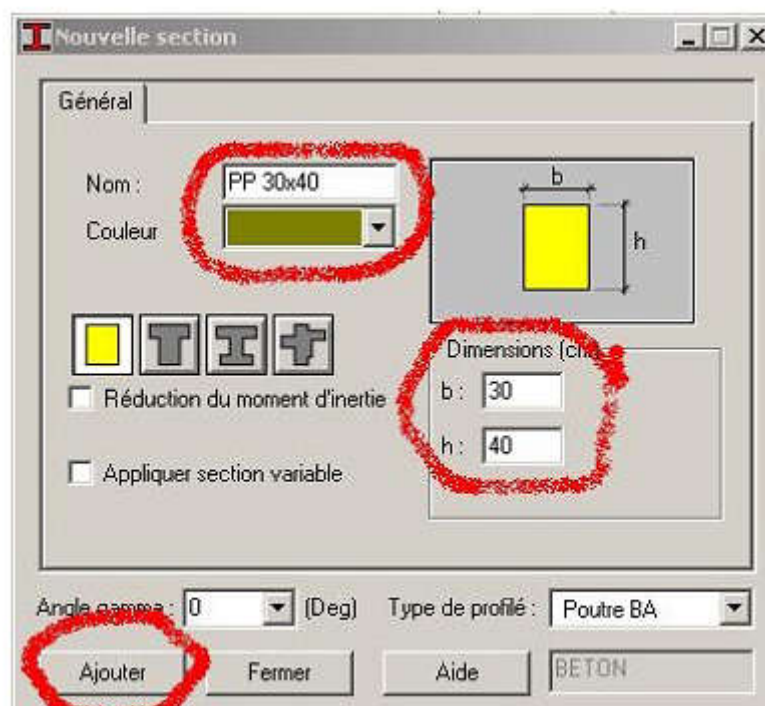 Nouvelle section
Général
Nom :
PP 30x40
Couleur
b
h
Dimensions (cm)
b : 30
h : 40
Réduction du moment d'inertie
Appliquer section variable
Angle gamma : 0 (Deg) Type de profilé : Poutre BA
Ajouter Fermer Aide BETON